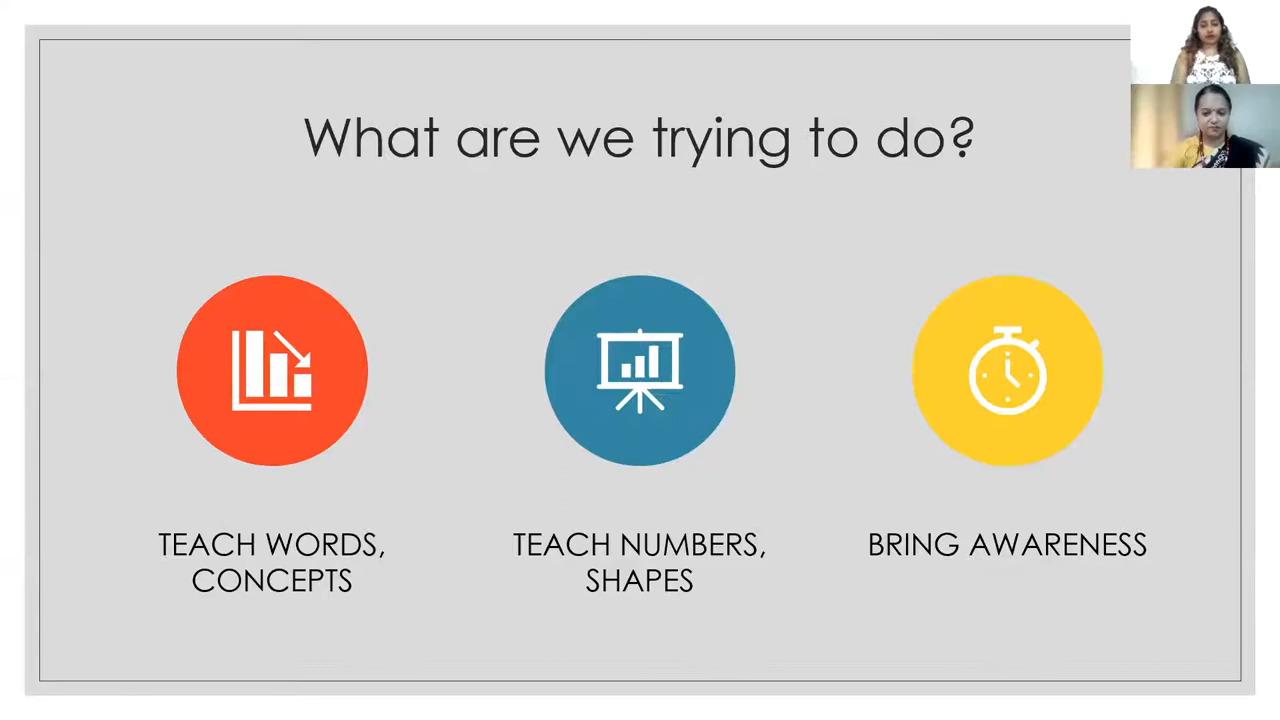 What are we trying to do?
TEACH WORDS,
CONCEPTS
TEACH NUMBERS,
SHAPES
BRING AWARENESS